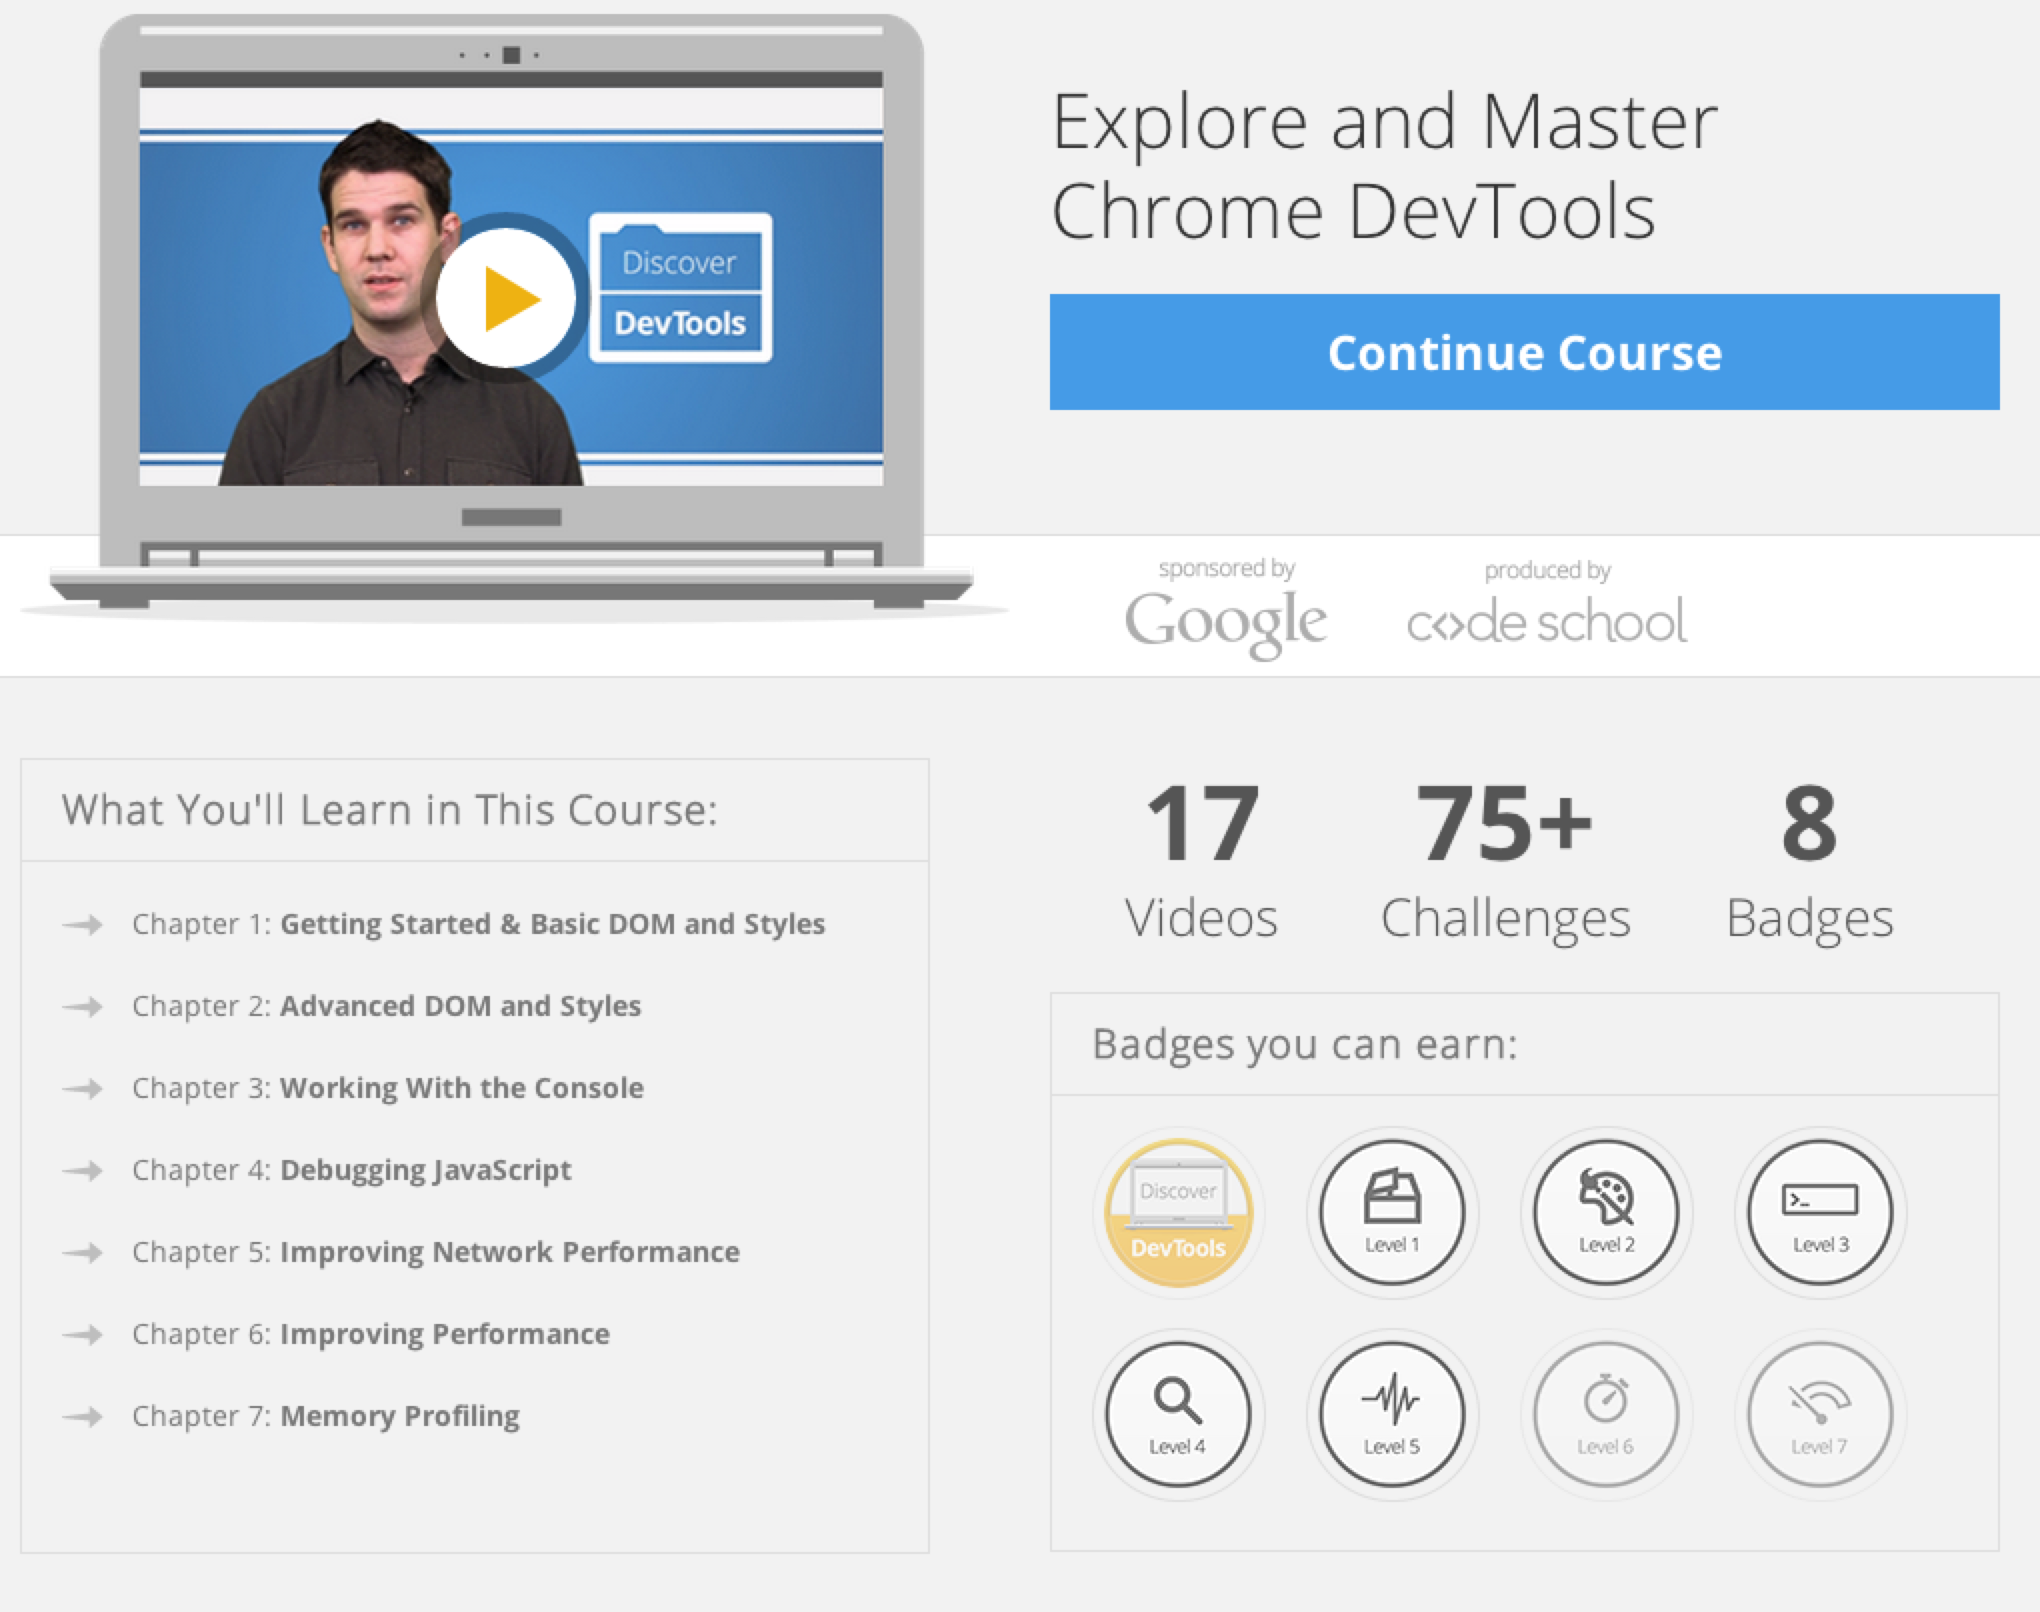 Discover
DevTools
Explore and Master
Chrome DevTools
Continue Course
sponsored by
Google
produced by
c<>de school
What You'll Learn in This Course:
Chapter 1: Getting Started & Basic DOM and Styles
Chapter 2: Advanced DOM and Styles
Chapter 3: Working With the Console
Chapter 4: Debugging JavaScript
Chapter 5: Improving Network Performance
Chapter 6: Improving Performance
Chapter 7: Memory Profiling
17 75+ 8
Videos Challenges Badges
Badges you can earn:
Discover
DevTools
Level 1
Level 2
>_
Level 3
Level 4
Level 5
Level 6
Level 7